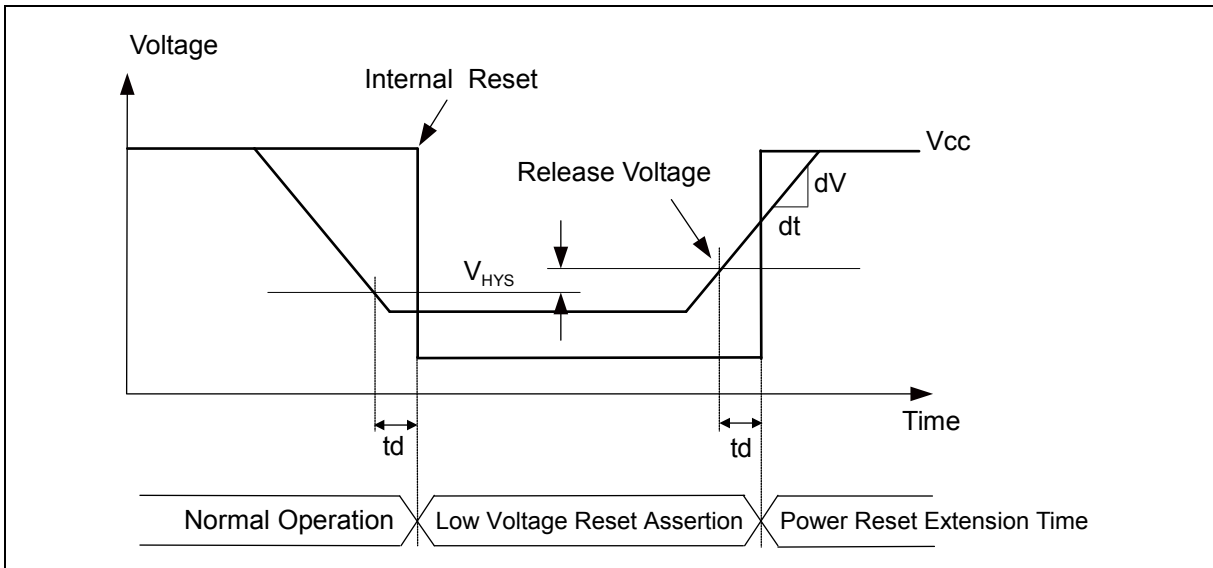 Voltage
Internal Reset
Vcc
Release Voltage
dV
dt
VHYS
Time
td
td
Normal Operation
Low Voltage Reset Assertion
Power Reset Extension Time